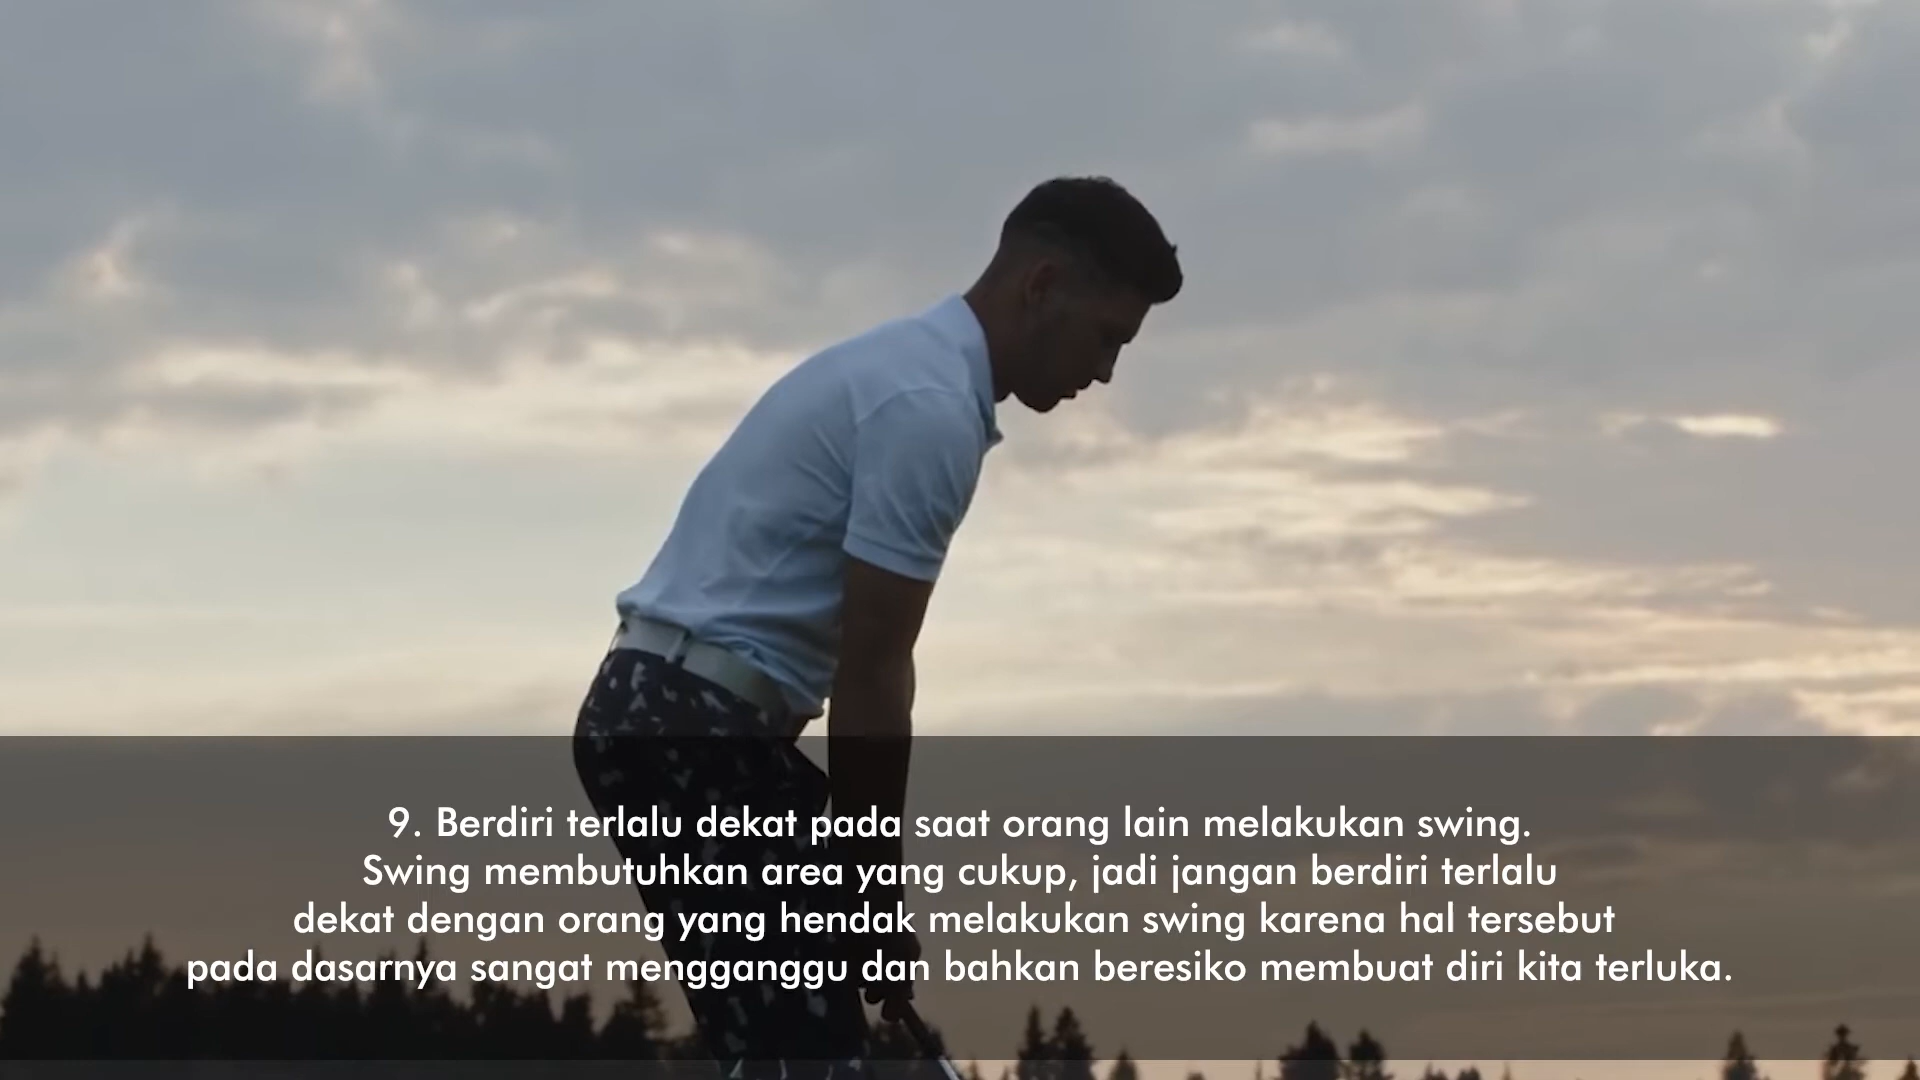 9. Berdiri terlalu dekat pada saat orang lain melakukan swing.
Swing membutuhkan area yang cukup, jadi jangan berdiri terlalu
dekat dengan orang yang hendak melakukan swing karena hal tersebut
pada dasarnya sangat mengganggu dan bahkan beresiko membuat diri kita terluka.